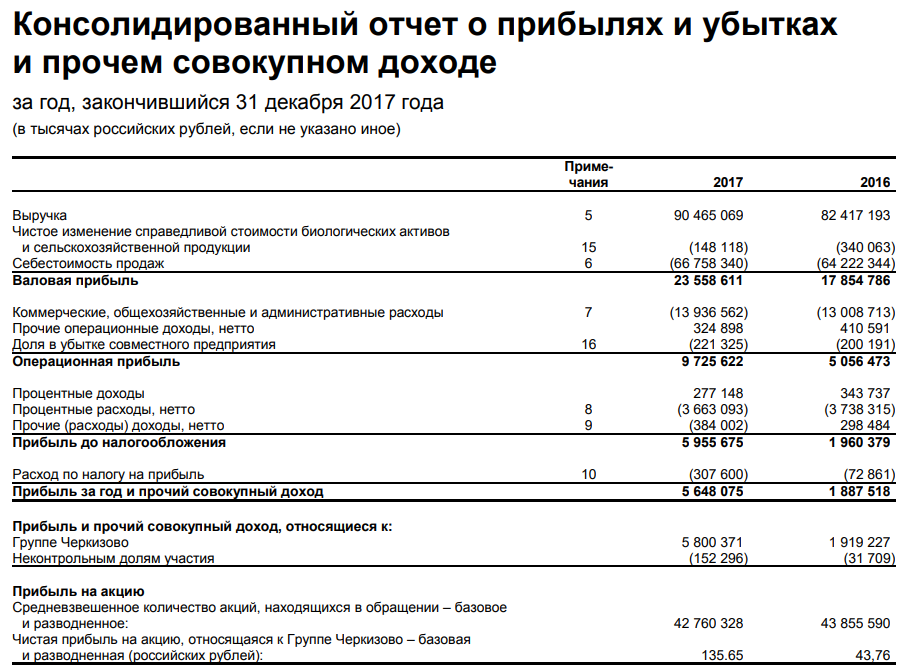 Консолидированный отчет о прибылях и убытках
и прочем совокупном доходе
за год, закончившийся 31 декабря 2017 года
(в тысячах российских рублей, если не указано иное)
Приме-
чания 2017 2016
Выручка 5 90 465 069 82 417 193
Чистое изменение справедливой стоимости биологических активов
и сельскохозяйственной продукции 15 (148 118) (340 063)
Себестоимость продаж 6 (66 758 340) (64 222 344)
Валовая прибыль 23 558 611 17 854 786
Коммерческие, общехозяйственные и административные расходы 7 (13 936 562) (13 008 713)
Прочие операционные доходы, нетто 324 898 410 591
Доля в убытке совместного предприятия 16 (221 325) (200 191)
Операционная прибыль 9 725 622 5 056 473
Процентные доходы 277 148 343 737
Процентные расходы, нетто 8 (3 663 093) (3 738 315)
Прочие (расходы) доходы, нетто 9 (384 002) 298 484
Прибыль до налогообложения 5 955 675 1 960 379
Расход по налогу на прибыль 10 (307 600) (72 861)
Прибыль за год и прочий совокупный доход 5 648 075 1 887 518
Прибыль и прочий совокупный доход, относящиеся к:
Группе Черкизово 5 800 371 1 919 227
Неконтрольным долям участия (152 296) (31 709)
Прибыль на акцию
Средневзвешенное количество акций, находящихся в обращении – базовое
и разводненное: 42 760 328 43 855 590
Чистая прибыль на акцию, относящаяся к Группе Черкизово – базовая
и разводненная (российских рублей): 135.65 43,76